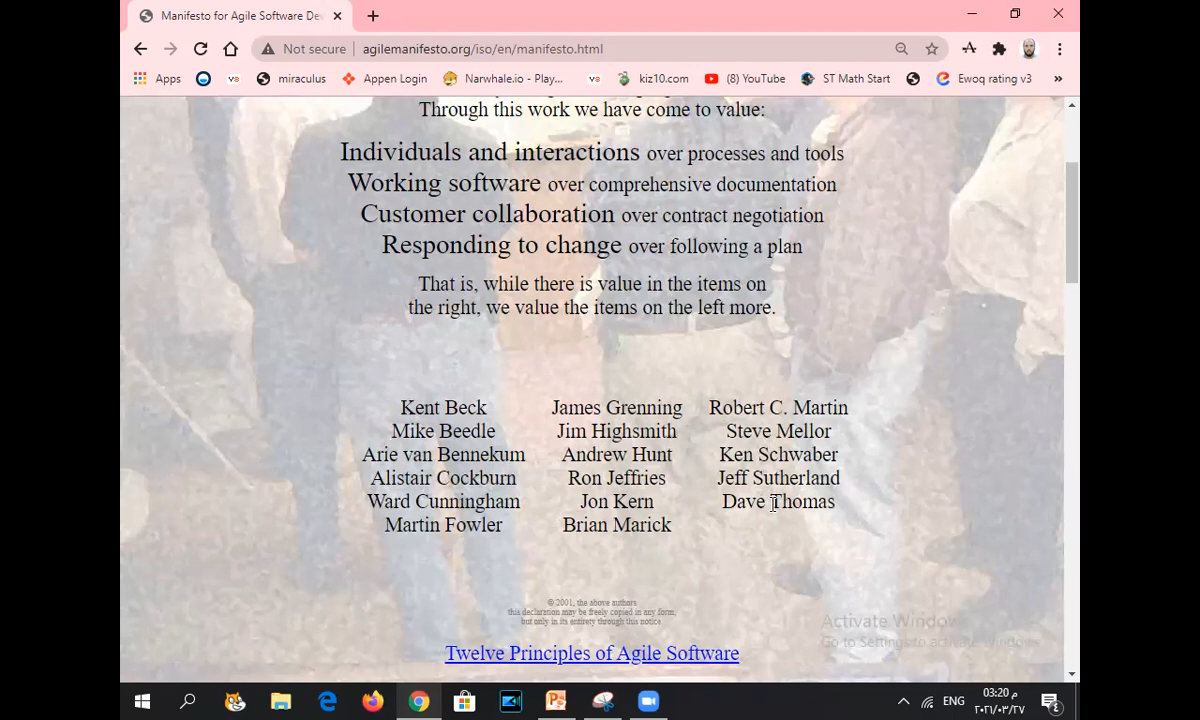 Manifesto for Agile Software De
Not secure
agilemanifesto.org/iso/en/manifesto.html
Apps
miraculus
Appen Login
Narwhale.io - Play...
kiz10.com
(8) YouTube
ST Math Start
Ewoq rating v3
»
Through this work we have come to value:
Individuals and interactions over processes and tools
Working software over comprehensive documentation
Customer collaboration over contract negotiation
Responding to change over following a plan
That is, while there is value in the items on
the right, we value the items on the left more.
Kent Beck
Mike Beedle
Arie van Bennekum
Alistair Cockburn
Ward Cunningham
Martin Fowler
James Grenning
Jim Highsmith
Andrew Hunt
Ron Jeffries
Jon Kern
Brian Marick
Robert C. Martin
Steve Mellor
Ken Schwaber
Jeff Sutherland
Dave Thomas
© 2001, the above authors
this declaration may be freely copied in any form,
but only in its entirety through this notice.
Twelve Principles of Agile Software
Activate Windows
Go to Settings to activate Windows.
ENG
03:20 م
٢٠٢١/٠٣/٢٧